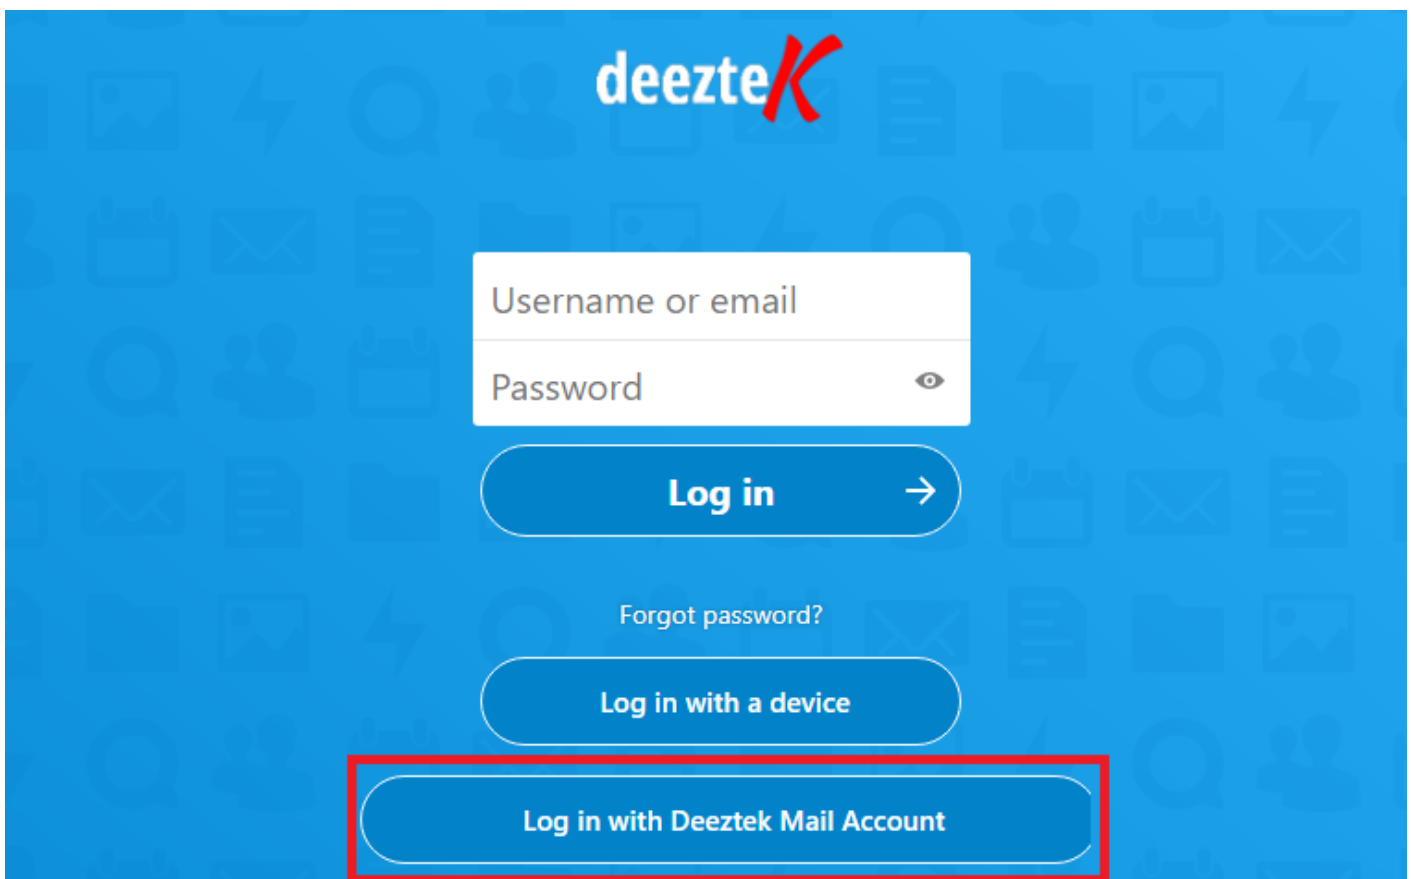 deeztek
Username or email
Password
Log in
Forgot password?
Log in with a device
Log in with Deeztek Mail Account